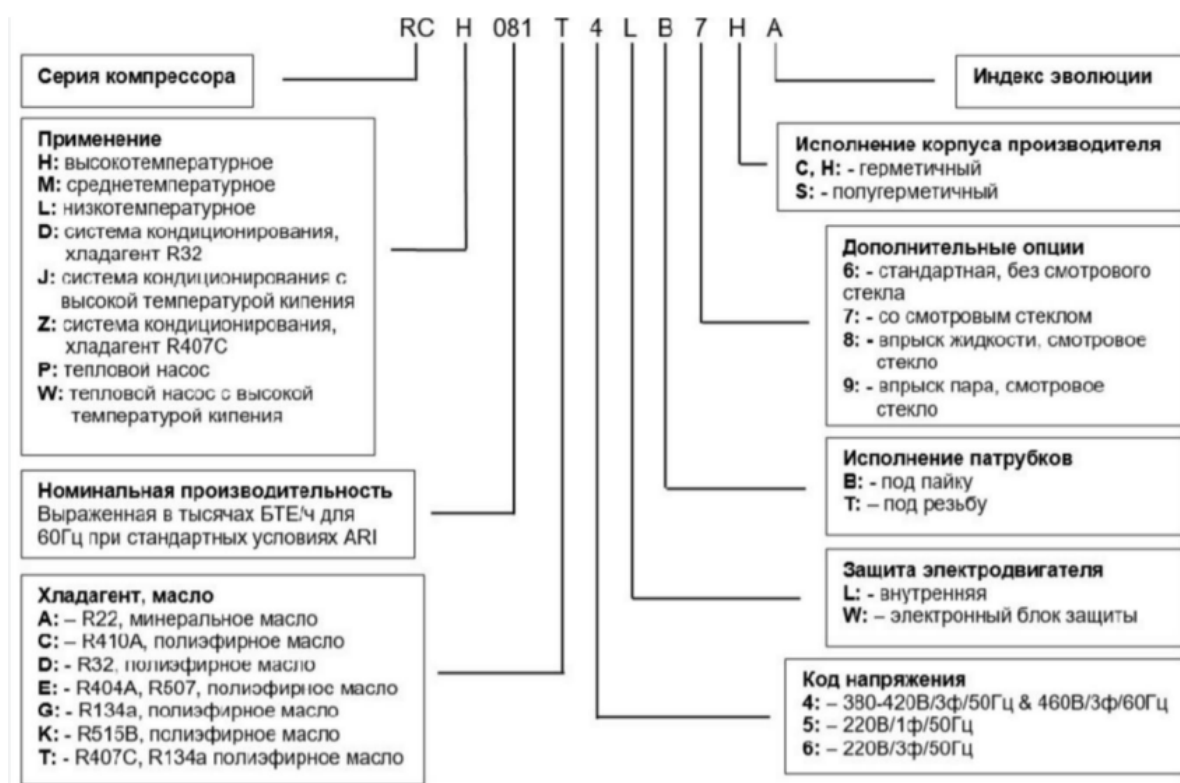 RC H 081 T 4 L B 7 H A
Серия компрессора
Применение
H: высокотемпературное
M: среднетемпературное
L: низкотемпературное
D: система кондиционирования,
хладагент R32
J: система кондиционирования с
высокой температурой кипения
Z: система кондиционирования,
хладагент R407C
P: тепловой насос
W: тепловой насос с высокой
температурой кипения
Номинальная производительность
Выраженная в тысячах БТЕ/ч для
60Гц при стандартных условиях ARI
Хладагент, масло
A: – R22, минеральное масло
C: – R410A, полиэфирное масло
D: - R32, полиэфирное масло
E: - R404A, R507, полиэфирное масло
G: - R134a, полиэфирное масло
K: - R515B, полиэфирное масло
T: - R407C, R134a полиэфирное масло
Индекс эволюции
Исполнение корпуса производителя
C, H: - герметичный
S: - полугерметичный
Дополнительные опции
6: - стандартная, без смотрового
стекла
7: - со смотровым стеклом
8: - впрыск жидкости, смотровое
стекло
9: - впрыск пара, смотровое
стекло
Исполнение патрубков
B: - под пайку
T: – под резьбу
Защита электродвигателя
L: - внутренняя
W: – электронный блок защиты
Код напряжения
4: – 380-420В/3ф/50Гц & 460В/3ф/60Гц
5: – 220В/1ф/50Гц
6: – 220В/3ф/50Гц